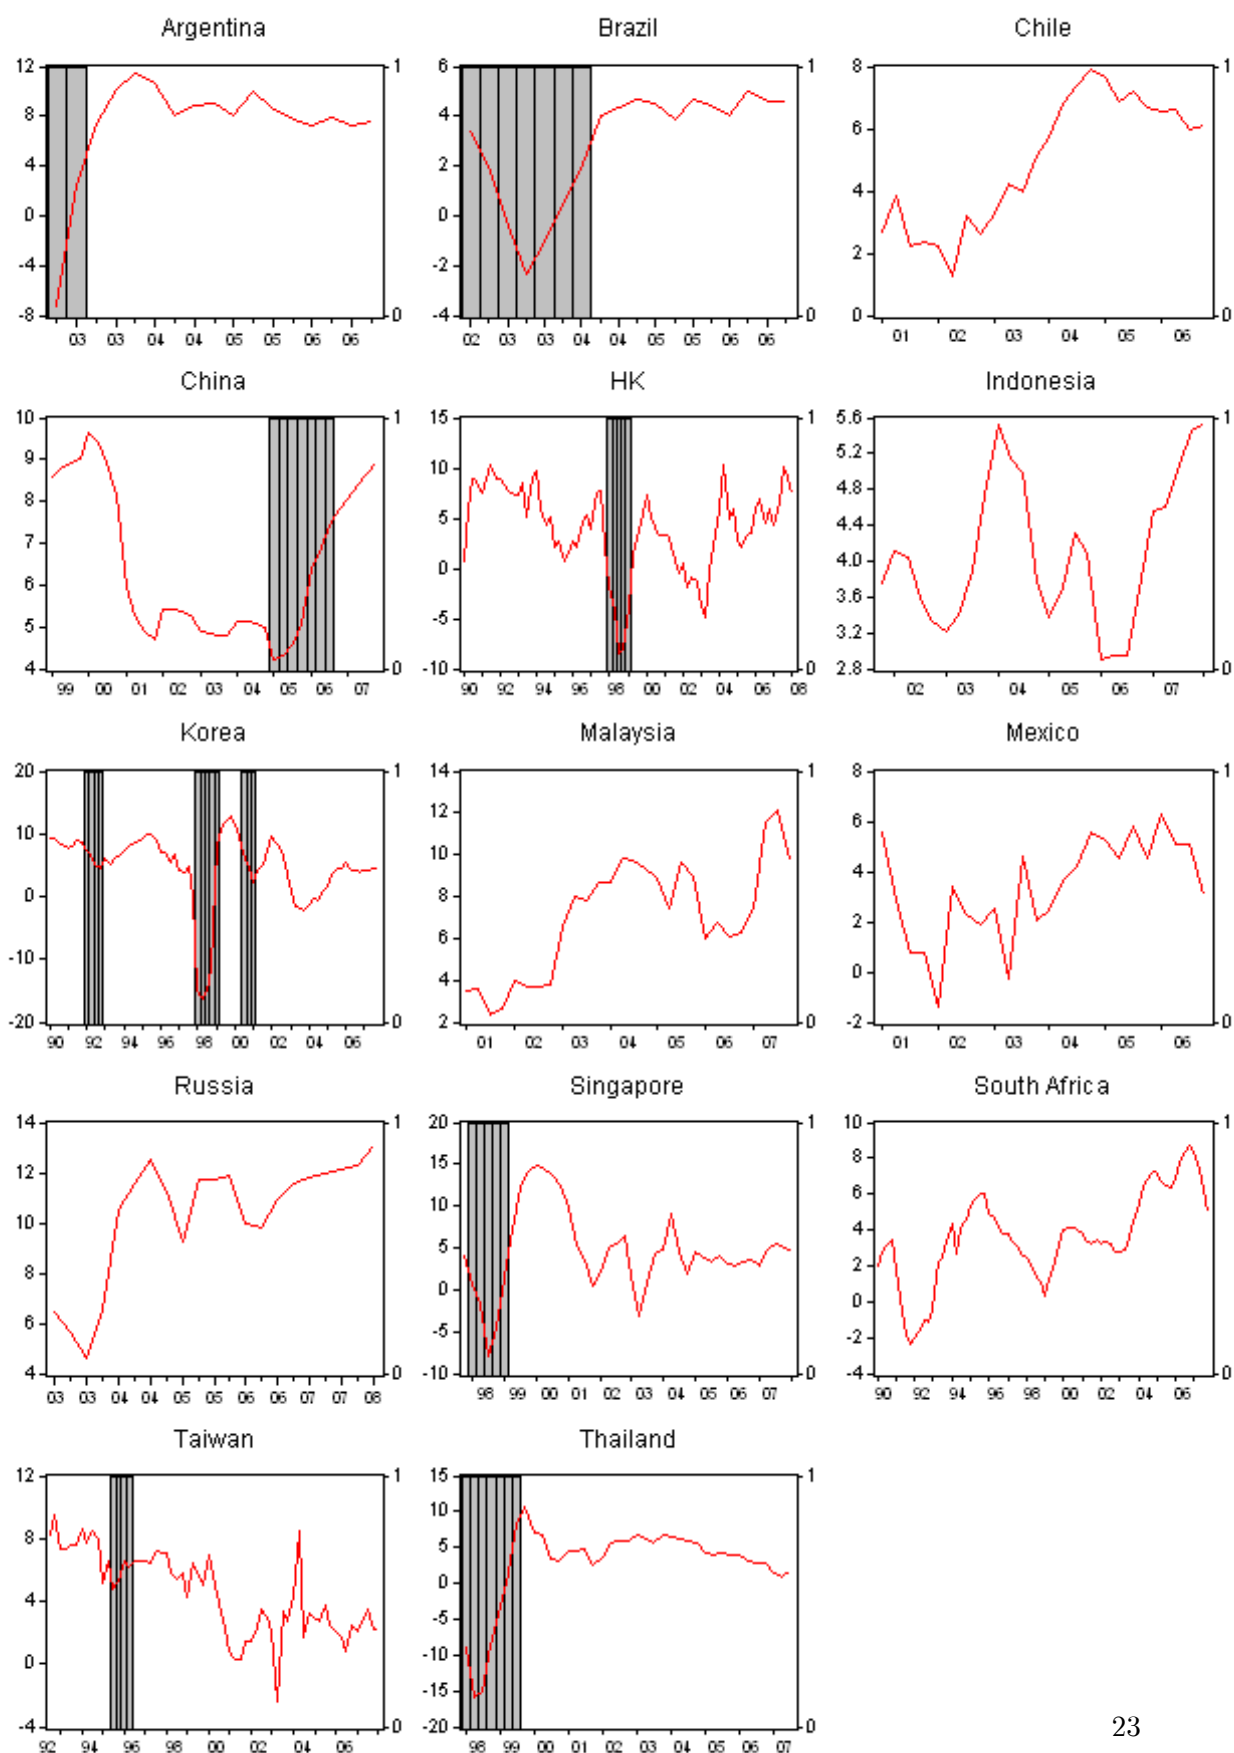 Argentina Brazil Chile
12 1 6 1 8 1
8 4 6
4 2 4
0 0 2
-4 -2
-8 0 -4 0 0 0
03 03 04 04 05 05 06 06 02 03 03 04 04 05 05 06 06 01 02 03 04 05 06
China HK Indonesia
10 1 15 1 5.6 1
9 10 5.2
8 5 4.8
7 0 4.4
6 -5 4.0
5 3.6
3.2
4 0 -10 0 2.8 0
99 00 01 02 03 04 05 06 07 90 92 94 96 98 00 02 04 06 08 02 03 04 05 06 07
Korea Malaysia Mexico
20 1 14 1 8 1
10 12 6
0 10 4
-10 8 2
6 0
4
-20 0 2 0 -2 0
90 92 94 96 98 00 02 04 06 01 02 03 04 05 06 07 01 02 03 04 05 06
Russia Singapore South Africa
14 1 20 1 10 1
12 15 8
10 10 6
8 5 4
6 0 2
-5 0
-2
4 0 -10 0 -4 0
03 03 04 04 05 05 06 06 07 07 08 98 99 00 01 02 03 04 05 06 07 90 92 94 96 98 00 02 04 06
Taiwan Thailand
12 1 15 1
8 10
4 5
0 0
-5
-10
-15
-4 0 -20 0
92 94 96 98 00 02 04 06 98 99 00 01 02 03 04 05 06 07
23